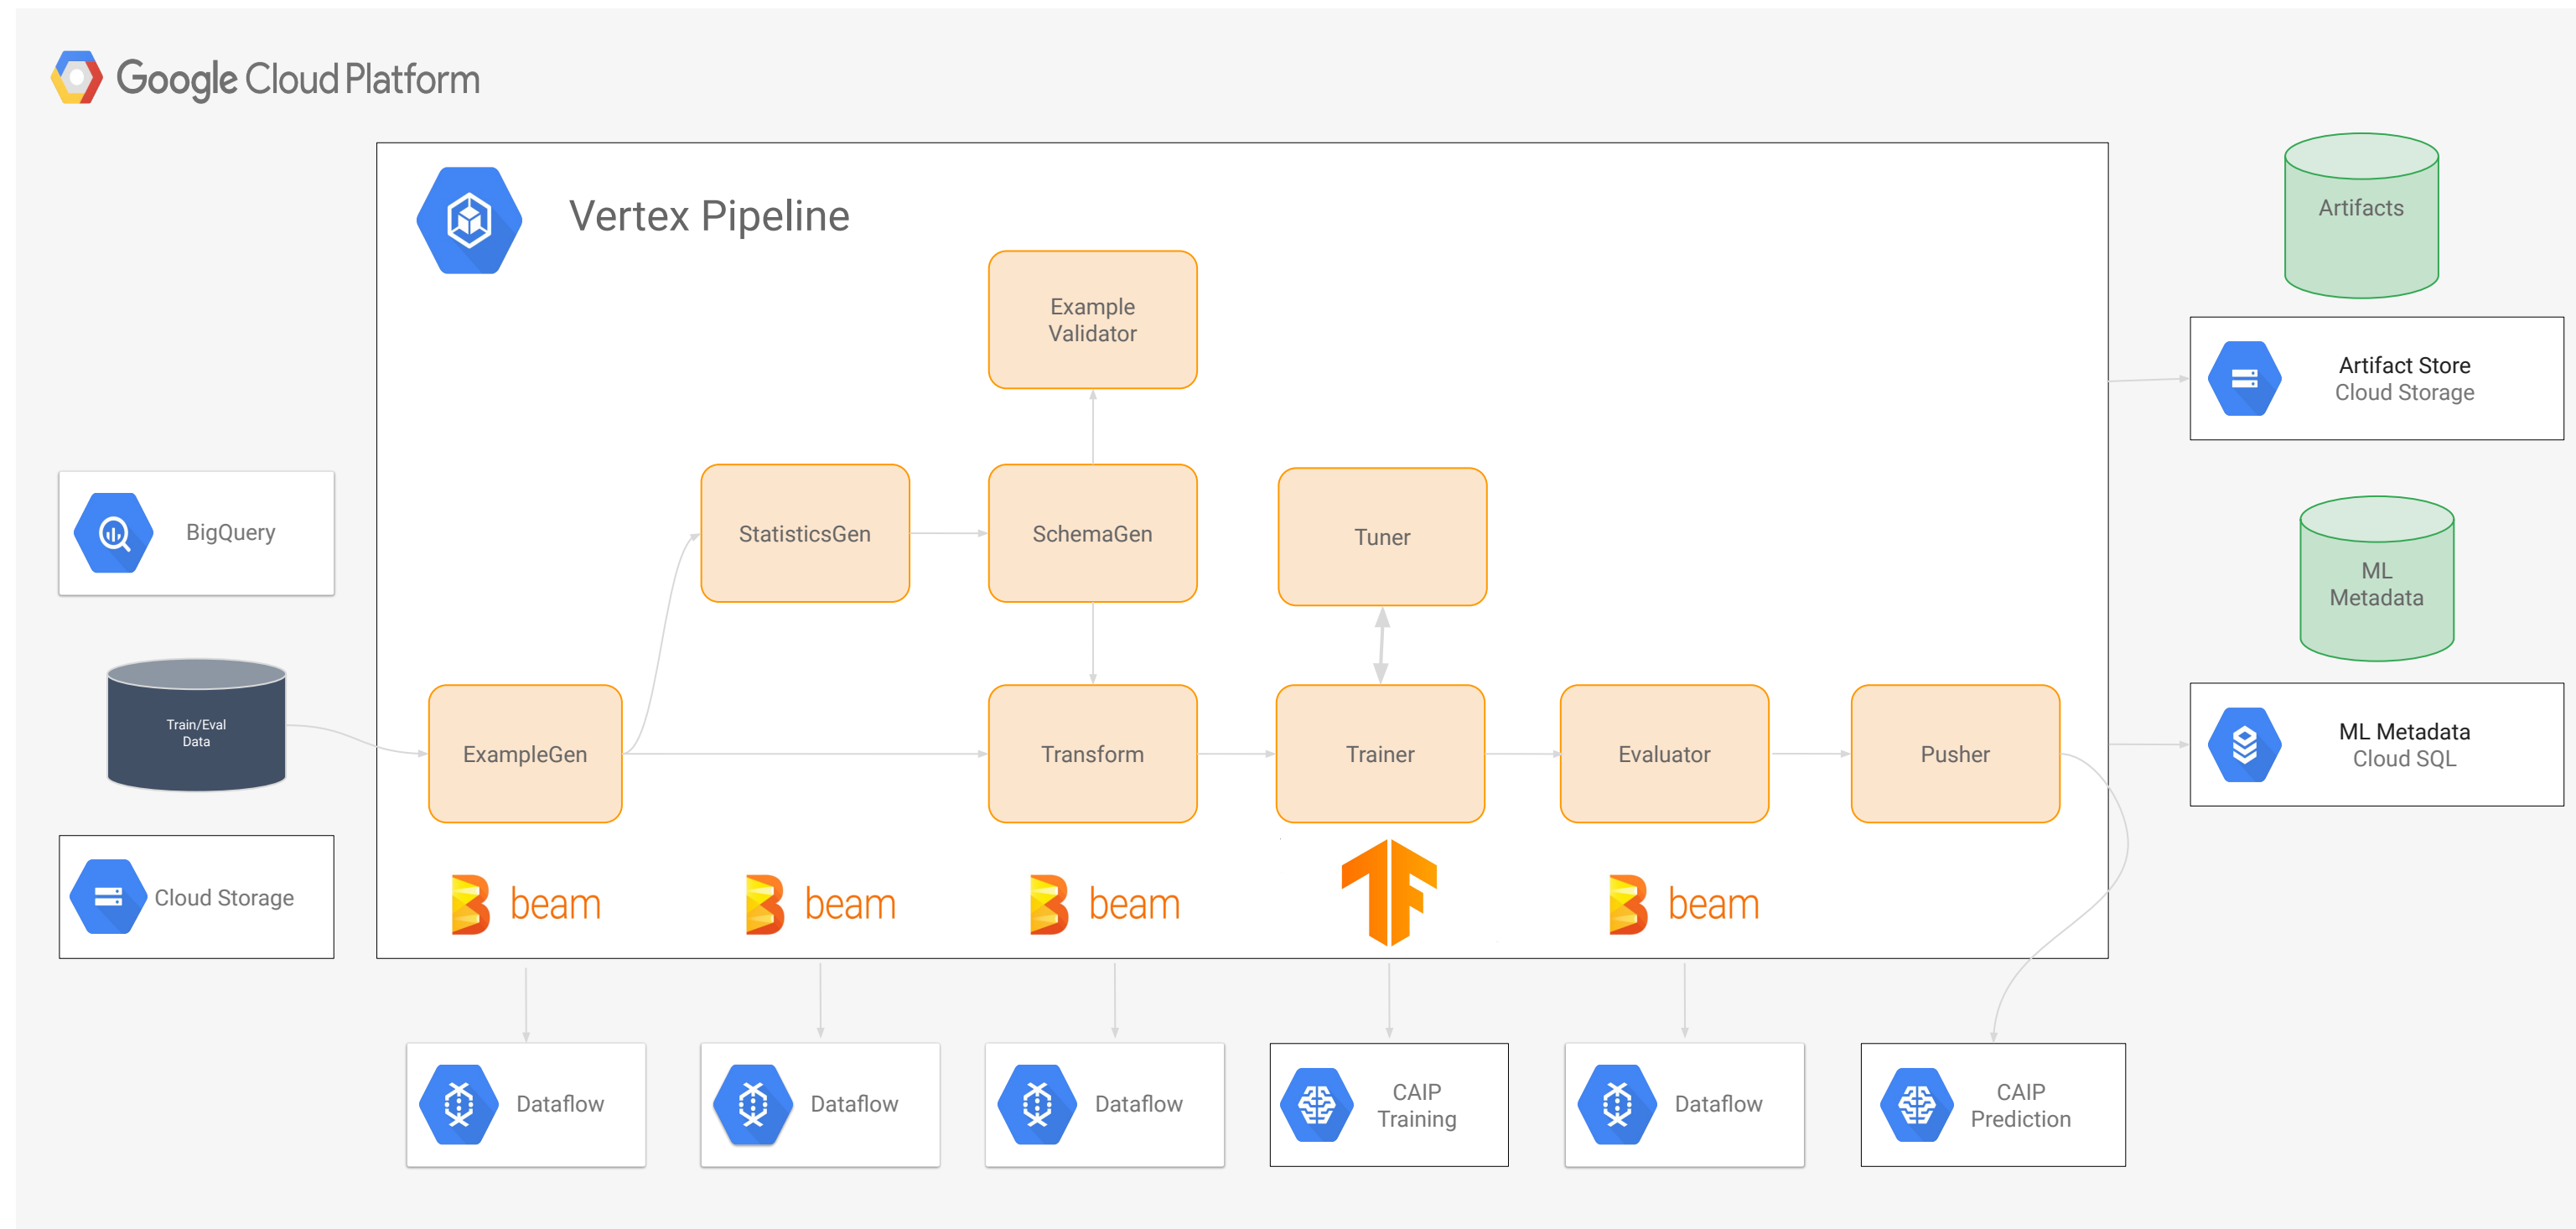 Google Cloud Platform
Vertex Pipeline
Artifacts
Example
Validator
Artifact Store
Cloud Storage
BigQuery
StatisticsGen
SchemaGen
Tuner
ML
Metadata
Train/Eval
Data
ExampleGen
Transform
Trainer
Evaluator
Pusher
ML Metadata
Cloud SQL
Cloud Storage
beam
beam
beam
beam
Dataflow
Dataflow
Dataflow
CAIP
Training
Dataflow
CAIP
Prediction